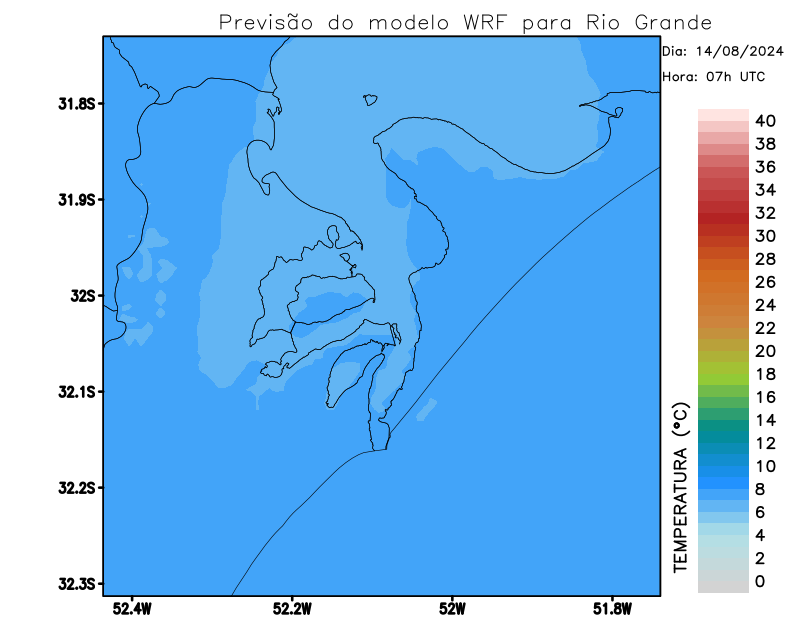 Previsão do modelo WRF para Rio Grande
Dia: 14/08/2024
Hora: 07h UTC
31.8S
31.9S
32S
32.1S
32.2S
32.3S
52.4W
52.2W
52W
51.8W
TEMPERATURA (°C)
40
38
36
34
32
30
28
26
24
22
20
18
16
14
12
10
8
6
4
2
0